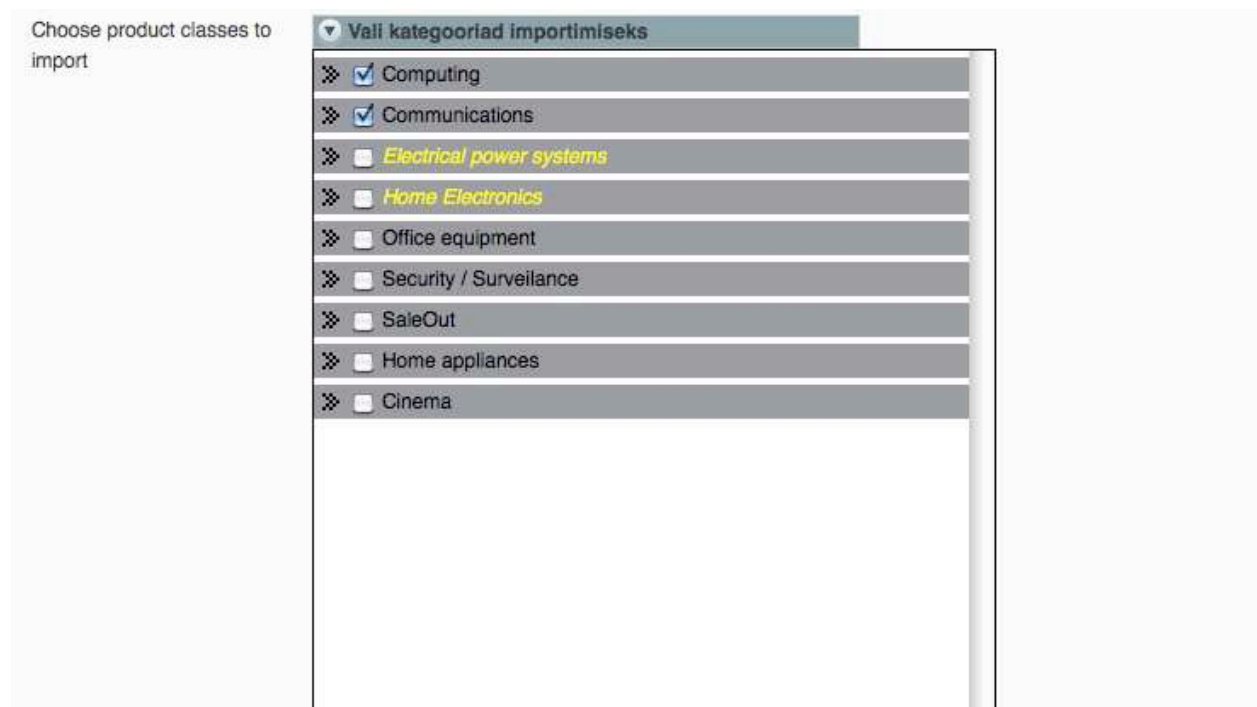 Choose product classes to
import
Vali kategooriad importimiseks
Computing
Communications
Electrical power systems
Home Electronics
Office equipment
Security / Surveilance
SaleOut
Home appliances
Cinema